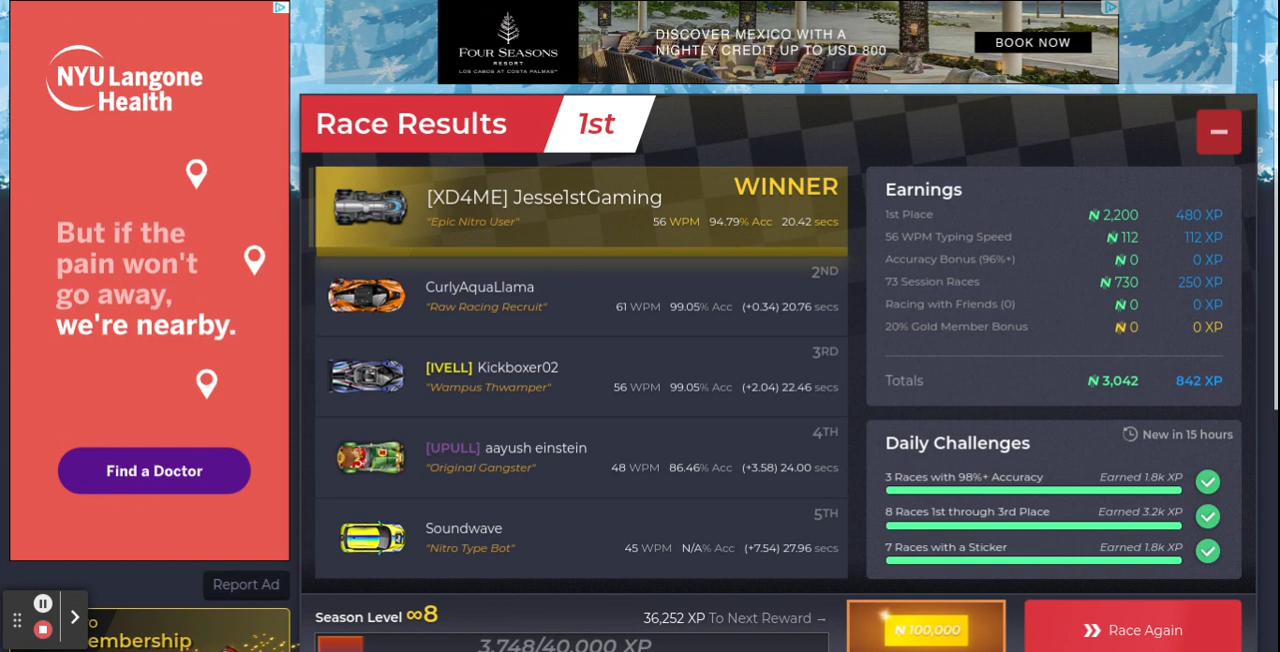 NYU Langone
Health
But if the
pain won't
go away,
we're nearby.
Find a Doctor
Report Ad
embership
FOUR SEASONS
RESORT
LOS CABOS AT COSTA PALMAS™
DISCOVER MEXICO WITH A
NIGHTLY CREDIT UP TO USD 800
BOOK NOW
Race Results 1st
WINNER
[XD4ME] Jesse1stGaming
"Epic Nitro User" 56 WPM 94.79% Acc 20.42 secs
2ND
CurlyAquaLlama
"Raw Racing Recruit" 61 WPM 99.05% Acc (+0.34) 20.76 secs
3RD
[IVELL] Kickboxer02
"Wampus Thwamper" 56 WPM 99.05% Acc (+2.04) 22.46 secs
4TH
[UPULL] aayush einstein
"Original Gangster" 48 WPM 86.46% Acc (+3.58) 24.00 secs
5TH
Soundwave
"Nitro Type Bot" 45 WPM N/A% Acc (+7.54) 27.96 secs
Earnings
1st Place N 2,200 480 XP
56 WPM Typing Speed N 112 112 XP
Accuracy Bonus (96%+) N 0 0 XP
73 Session Races N 730 250 XP
Racing with Friends (0) N 0 0 XP
20% Gold Member Bonus N 0 0 XP
Totals N 3,042 842 XP
Daily Challenges New in 15 hours
3 Races with 98%+ Accuracy Earned 1.8k XP
8 Races 1st through 3rd Place Earned 3.2k XP
7 Races with a Sticker Earned 1.8k XP
Season Level ∞8 36,252 XP To Next Reward →
3,748/40,000 XP
N 100,000
Race Again